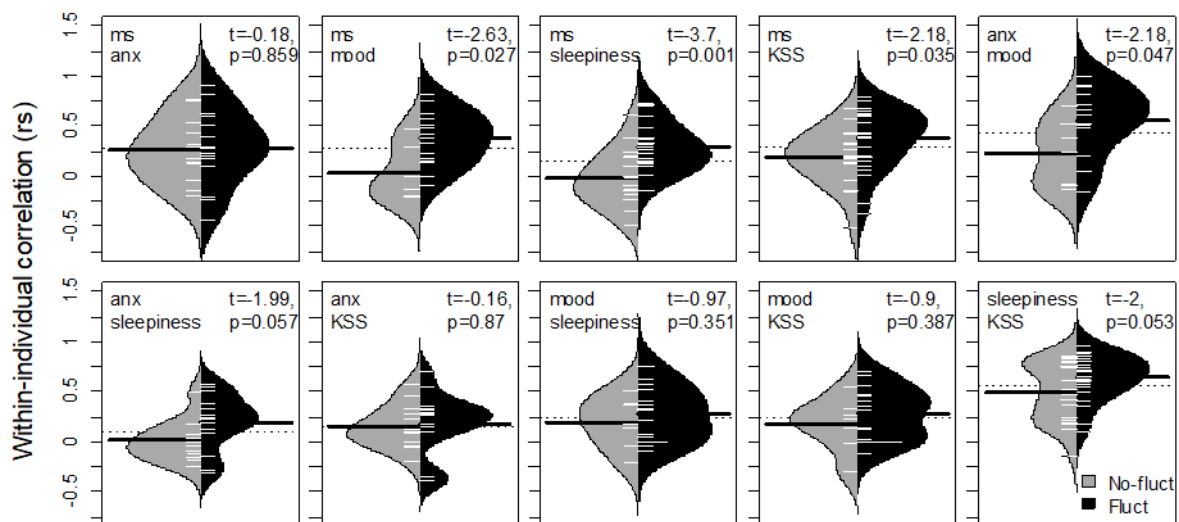 Within-individual correlation (rs)
1.5
1
0.5
0
-0.5
ms t=-0.18,
anx p=0.859
ms t=-2.63,
mood p=0.027
ms t=-3.7,
sleepiness p=0.001
ms t=-2.18,
KSS p=0.035
anx t=-2.18,
mood p=0.047
1.5
1
0.5
0
-0.5
anx t=-1.99,
sleepiness p=0.057
anx t=-0.16,
KSS p=0.87
mood t=-0.97,
sleepiness p=0.351
mood t=-0.9,
KSS p=0.387
sleepiness t=-2,
KSS p=0.053
No-fluct
Fluct